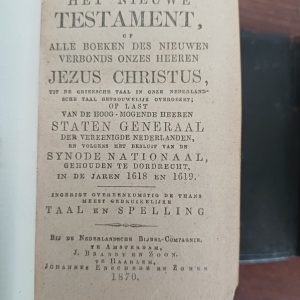 HET NIEUWE
TESTAMENT,
OF
ALLE BOEKEN DES NIEUWEN
VERBONDS ONZES HEEREN
JEZUS CHRISTUS,
UIT DE GRIEKSCHE TAAL IN ONZE NEDERLAND-
SCHE TAAL GETROUWELIJK OVERGEZET;
OP LAST
VAN DE HOOG-MOGENDE HEEREN
STATEN GENERAAL
DER VEREENIGDE NEDERLANDEN,
EN VOLGENS HET BESLUIT VAN DE
SYNODE NATIONAAL,
GEHOUDEN TE DORDRECHT,
IN DE JAREN 1618 EN 1619.
INGERIGT OVEREENKOMSTIG DE THANS
MEEST GEBRUIKELIJKE
TAAL EN SPELLING
BIJ DE NEDERLANDSCHE BIJBEL-COMPAGNIE,
TE AMSTERDAM,
J. BRANDT EN ZOON.
TE HAARLEM,
JOHANNES ENSCHEDÉ EN ZONEN
1870.